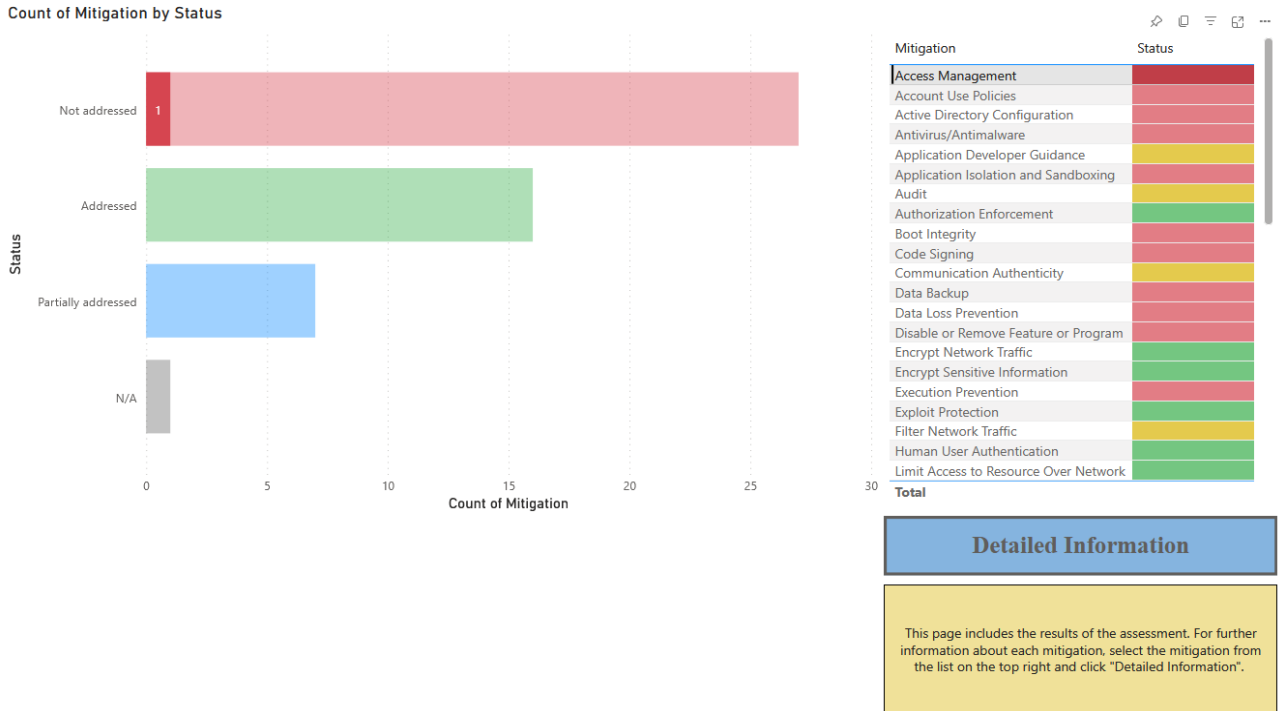 Count of Mitigation by Status
Status
Not addressed
1
Addressed
Partially addressed
N/A
0 5 10 15 20 25 30
Count of Mitigation
Mitigation Status
Access Management
Account Use Policies
Active Directory Configuration
Antivirus/Antimalware
Application Developer Guidance
Application Isolation and Sandboxing
Audit
Authorization Enforcement
Boot Integrity
Code Signing
Communication Authenticity
Data Backup
Data Loss Prevention
Disable or Remove Feature or Program
Encrypt Network Traffic
Encrypt Sensitive Information
Execution Prevention
Exploit Protection
Filter Network Traffic
Human User Authentication
Limit Access to Resource Over Network
Total
Detailed Information
This page includes the results of the assessment. For further
information about each mitigation, select the mitigation from
the list on the top right and click "Detailed Information".